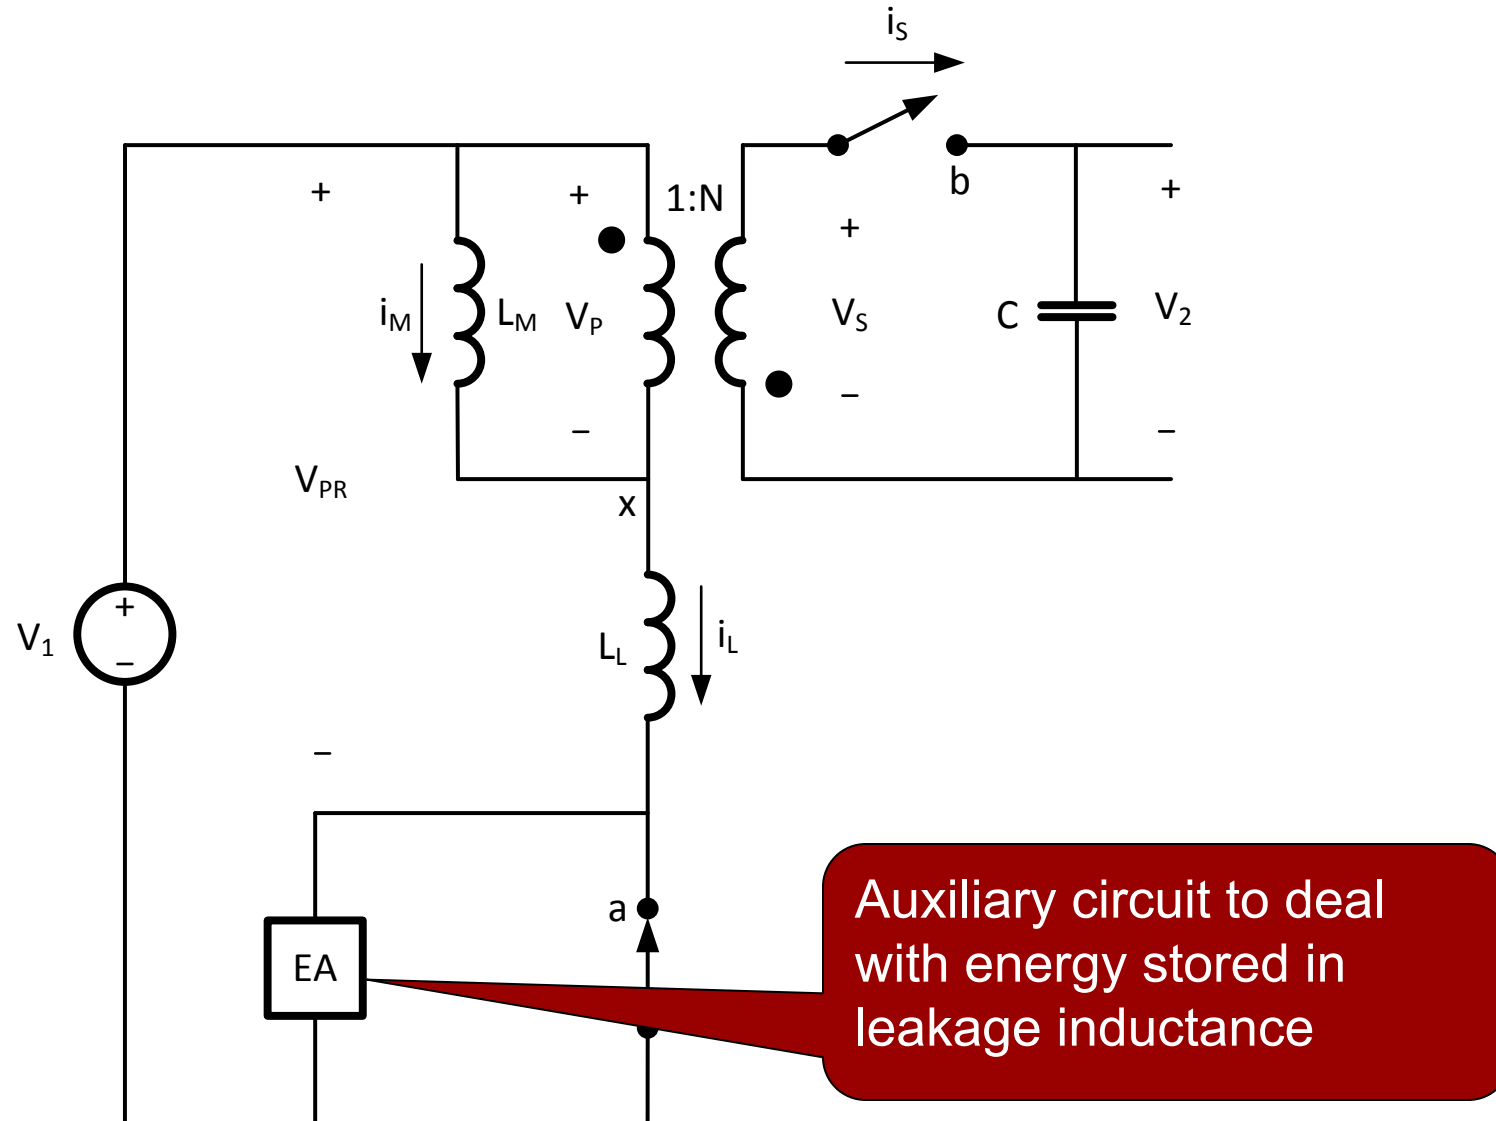 iS
b
+
+
1:N
+
+
iM
LM
VP
VS
C
V2
−
−
−
VPR
x
V1
+
−
LL
iL
−
a
EA
Auxiliary circuit to deal
with energy stored in
leakage inductance